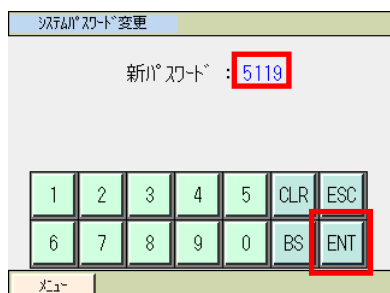 ｼｽﾃﾑﾊﾟｽﾜｰﾄﾞ変更
新ﾊﾟｽﾜｰﾄﾞ : 5119
1 2 3 4 5 CLR ESC
6 7 8 9 0 BS ENT
ﾒﾆｭｰ